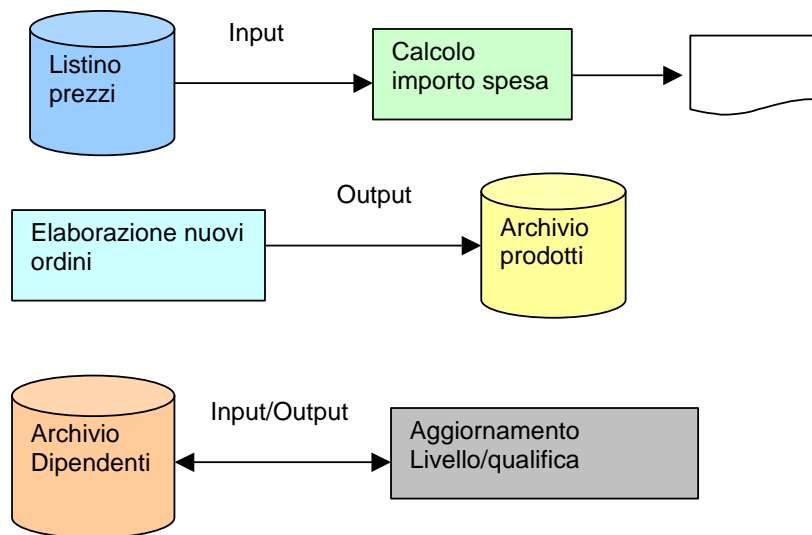 Input
Listino
prezzi
Calcolo
importo spesa
Output
Elaborazione nuovi
ordini
Archivio
prodotti
Input/Output
Archivio
Dipendenti
Aggiornamento
Livello/qualifica